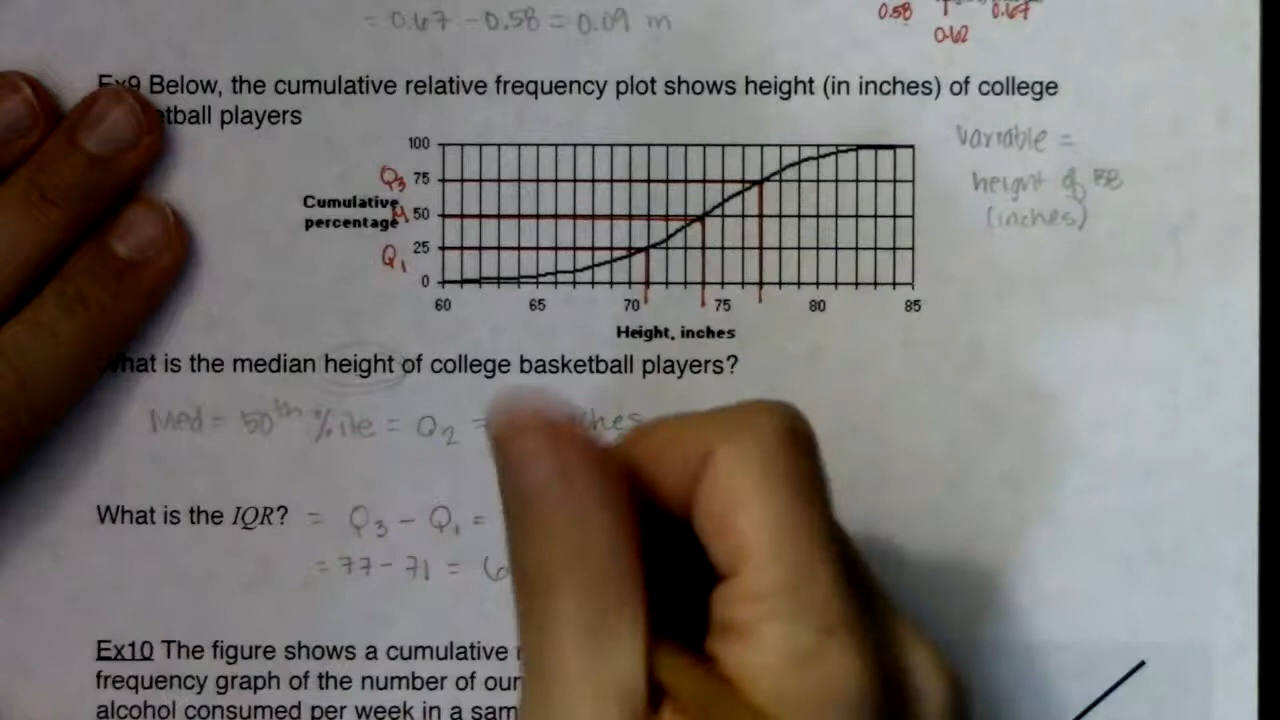 = 0.67 - 0.58 = 0.09 m
0.58 0.67
0.62
Ex9 Below, the cumulative relative frequency plot shows height (in inches) of college
players
variable =
height of BB
(inches)
100
Q3 75
Cumulative
percentage M 50
Q1 25
0
60 65 70 75 80 85
Height, inches
What is the median height of college basketball players?
Med = 50th %ile = Q2 =
What is the IQR? = Q3 - Q1 =
= 77 - 71 = 6
Ex10 The figure shows a cumulative
frequency graph of the number of
alcohol consumed per week in a